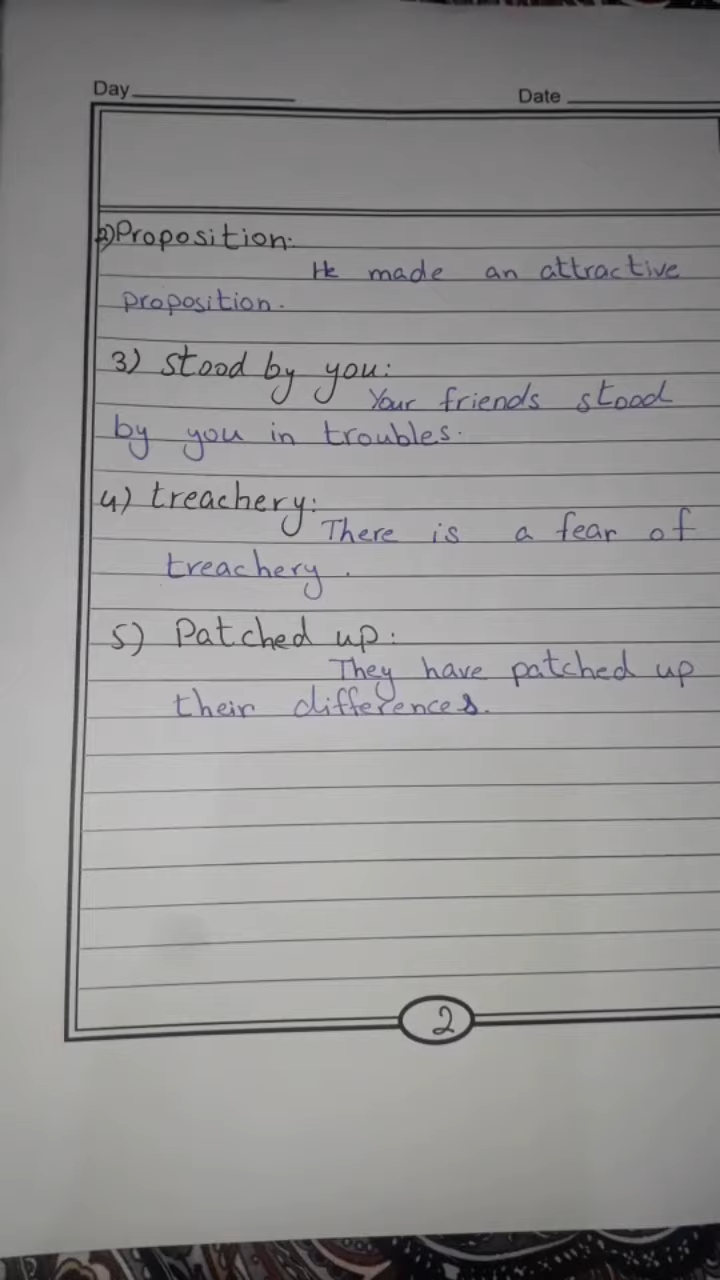 Day
Date
2) Proposition:
He made an attractive
proposition.
3) stood by you:
Your friends stood
by you in troubles.
4) treachery:
There is a fear of
treachery.
5) Patched up:
They have patched up
their differences.
2